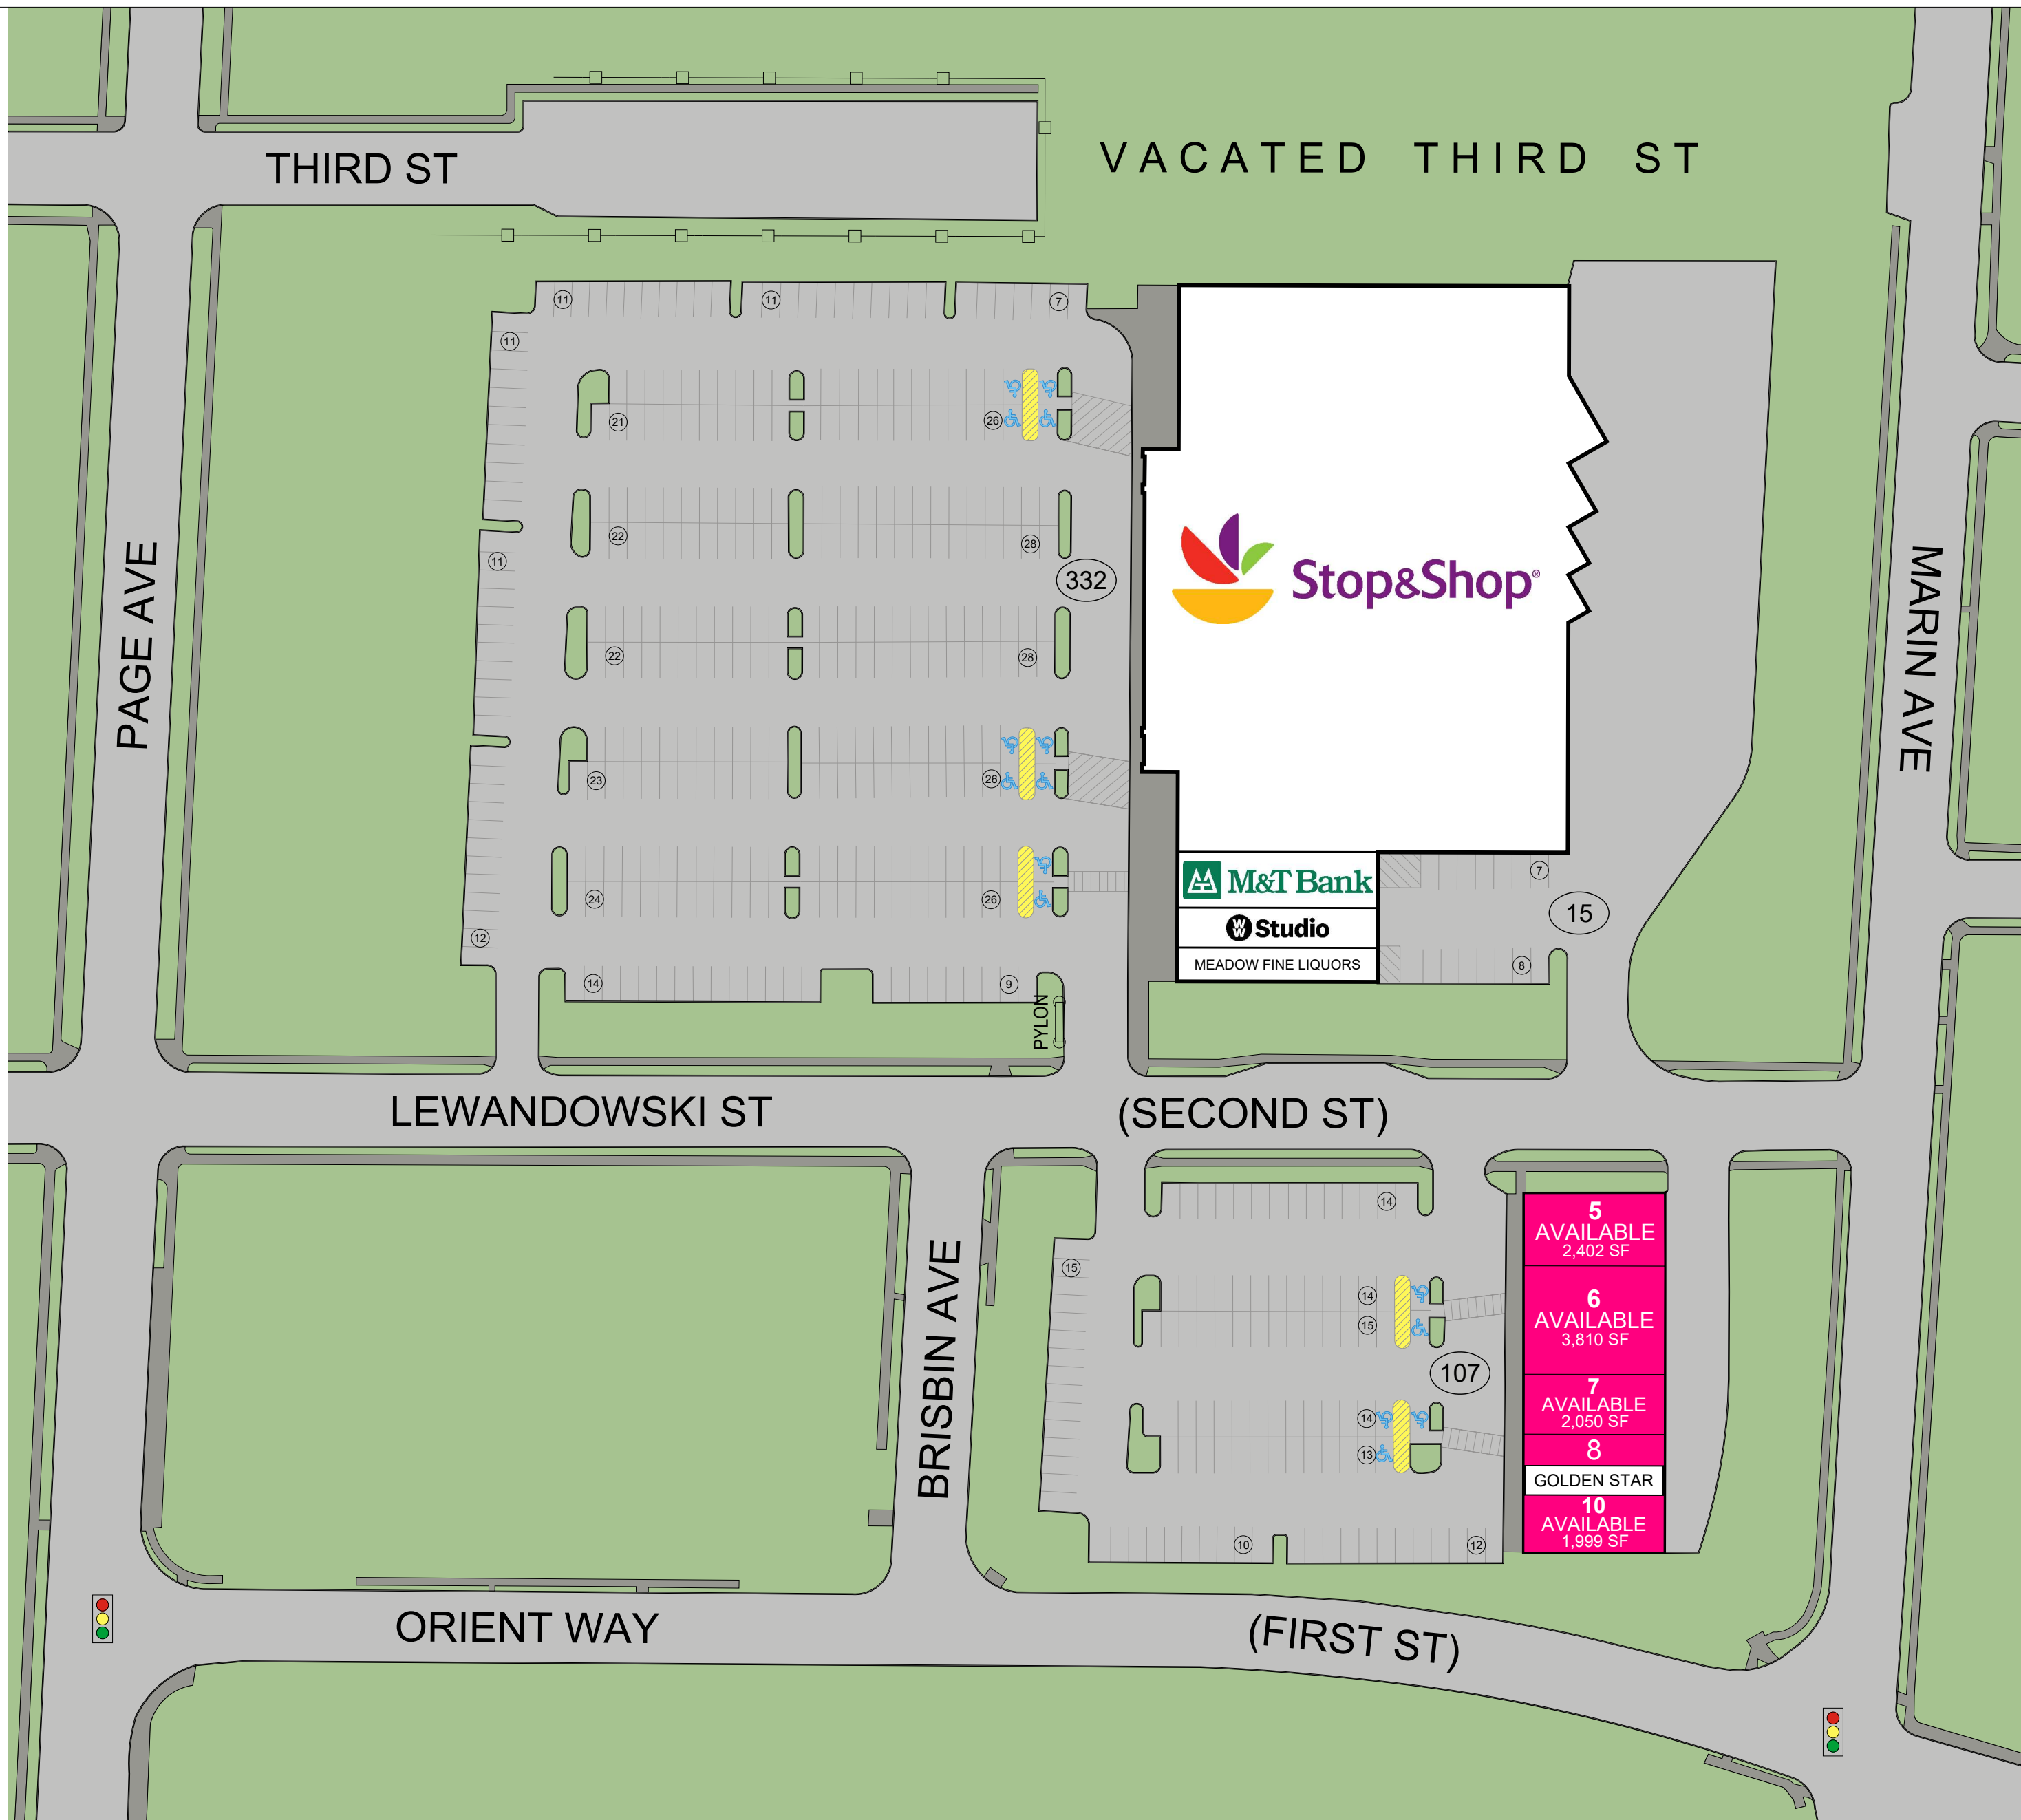 THIRD ST
VACATED THIRD ST
11
11
7
11
21
26
22
28
11
332
22
28
23
26
24
26
12
14
9
PYLON
PAGE AVE
MARIN AVE
Stop&Shop®
M&T Bank
WW Studio
MEADOW FINE LIQUORS
7
15
8
LEWANDOWSKI ST
(SECOND ST)
BRISBIN AVE
14
15
14
15
107
14
13
10
12
5
AVAILABLE
2,402 SF
6
AVAILABLE
3,810 SF
7
AVAILABLE
2,050 SF
8
GOLDEN STAR
10
AVAILABLE
1,999 SF
ORIENT WAY
(FIRST ST)